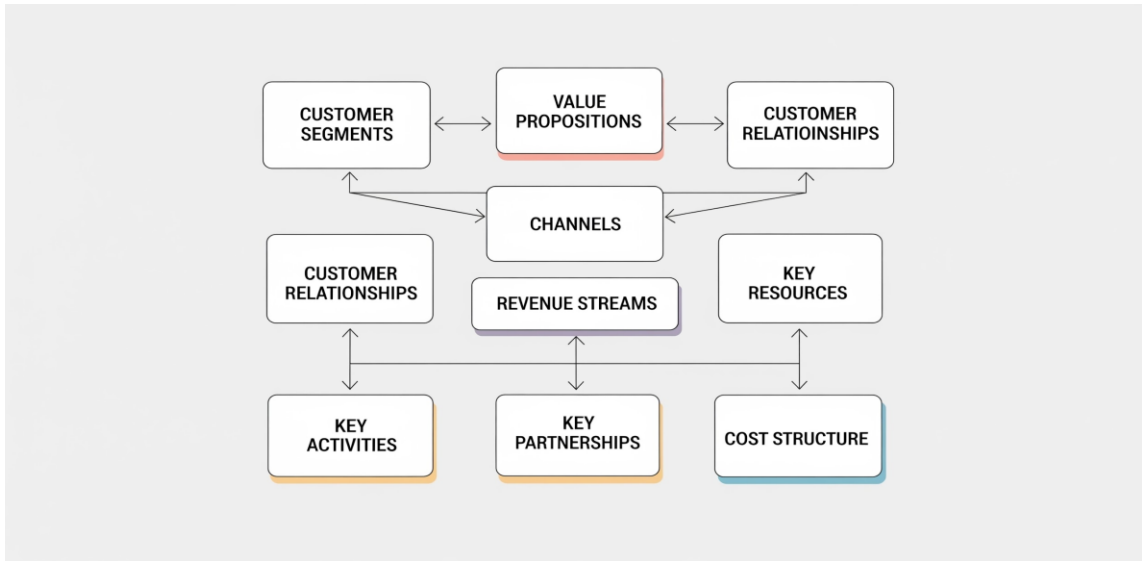 CUSTOMER
SEGMENTS
VALUE
PROPOSITIONS
CUSTOMER
RELATIOINSHIPS
CHANNELS
CUSTOMER
RELATIONSHIPS
REVENUE STREAMS
KEY
RESOURCES
KEY
ACTIVITIES
KEY
PARTNERSHIPS
COST STRUCTURE